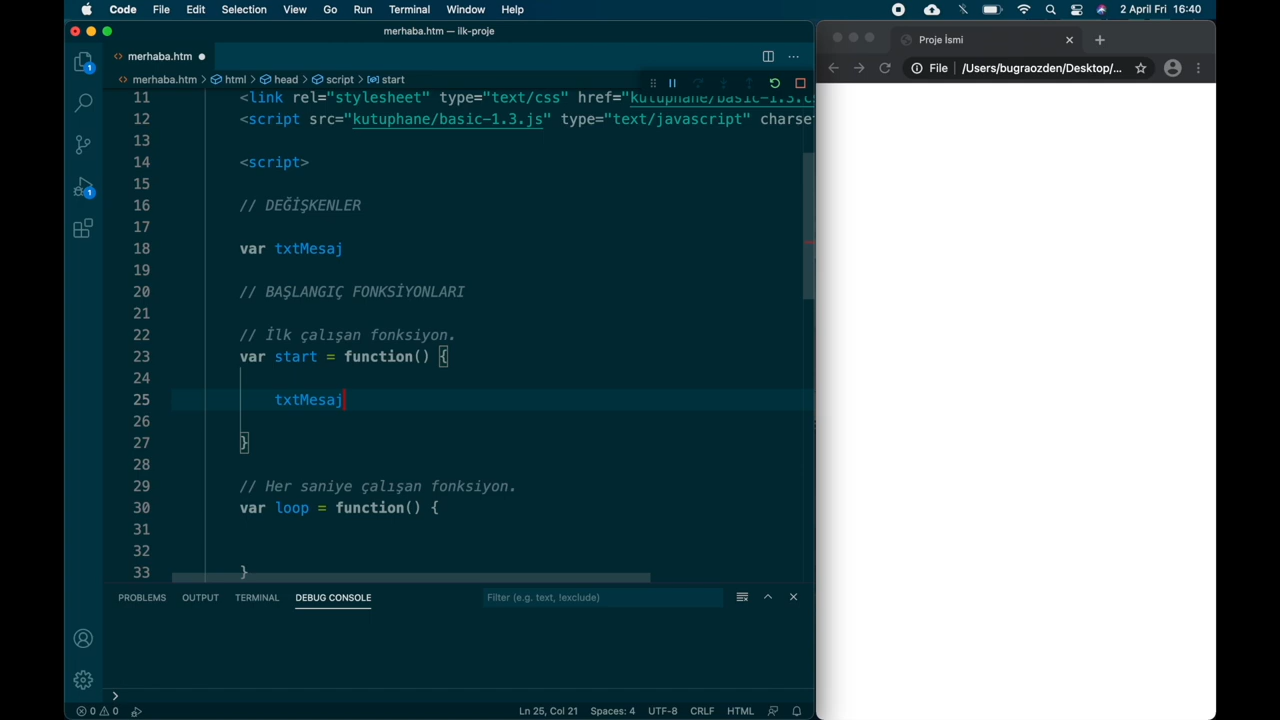 Code File Edit Selection View Go Run Terminal Window Help 2 April Fri 16:40
merhaba.htm — ilk-proje
merhaba.htm
merhaba.htm > html > head > script > start
11 <link rel="stylesheet" type="text/css" href="kutuphane/basic-1.3.c
12 <script src="kutuphane/basic-1.3.js" type="text/javascript" charset
13
14 <script>
15
16 // DEĞİŞKENLER
17
18 var txtMesaj
19
20 // BAŞLANGIÇ FONKSİYONLARI
21
22 // İlk çalışan fonksiyon.
23 var start = function() {
24
25 txtMesaj
26
27 }
28
29 // Her saniye çalışan fonksiyon.
30 var loop = function() {
31
32
33 }
1
1
PROBLEMS OUTPUT TERMINAL DEBUG CONSOLE Filter (e.g. text, !exclude)
0 0 Ln 25, Col 21 Spaces: 4 UTF-8 CRLF HTML
Proje İsmi
File /Users/bugraozden/Desktop/...